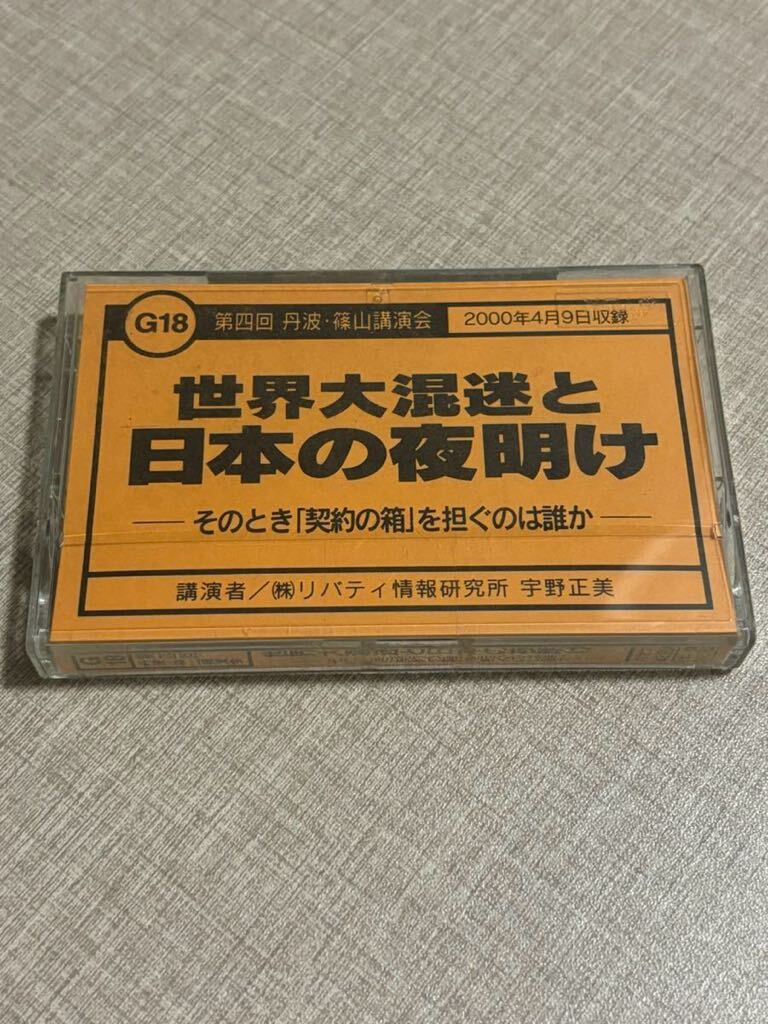 G18 第四回 丹波・篠山講演会 2000年4月9日収録
世界大混迷と
日本の夜明け
―そのとき「契約の箱」を担ぐのは誰か―
講演者／㈱リバティ情報研究所 宇野正美
G18